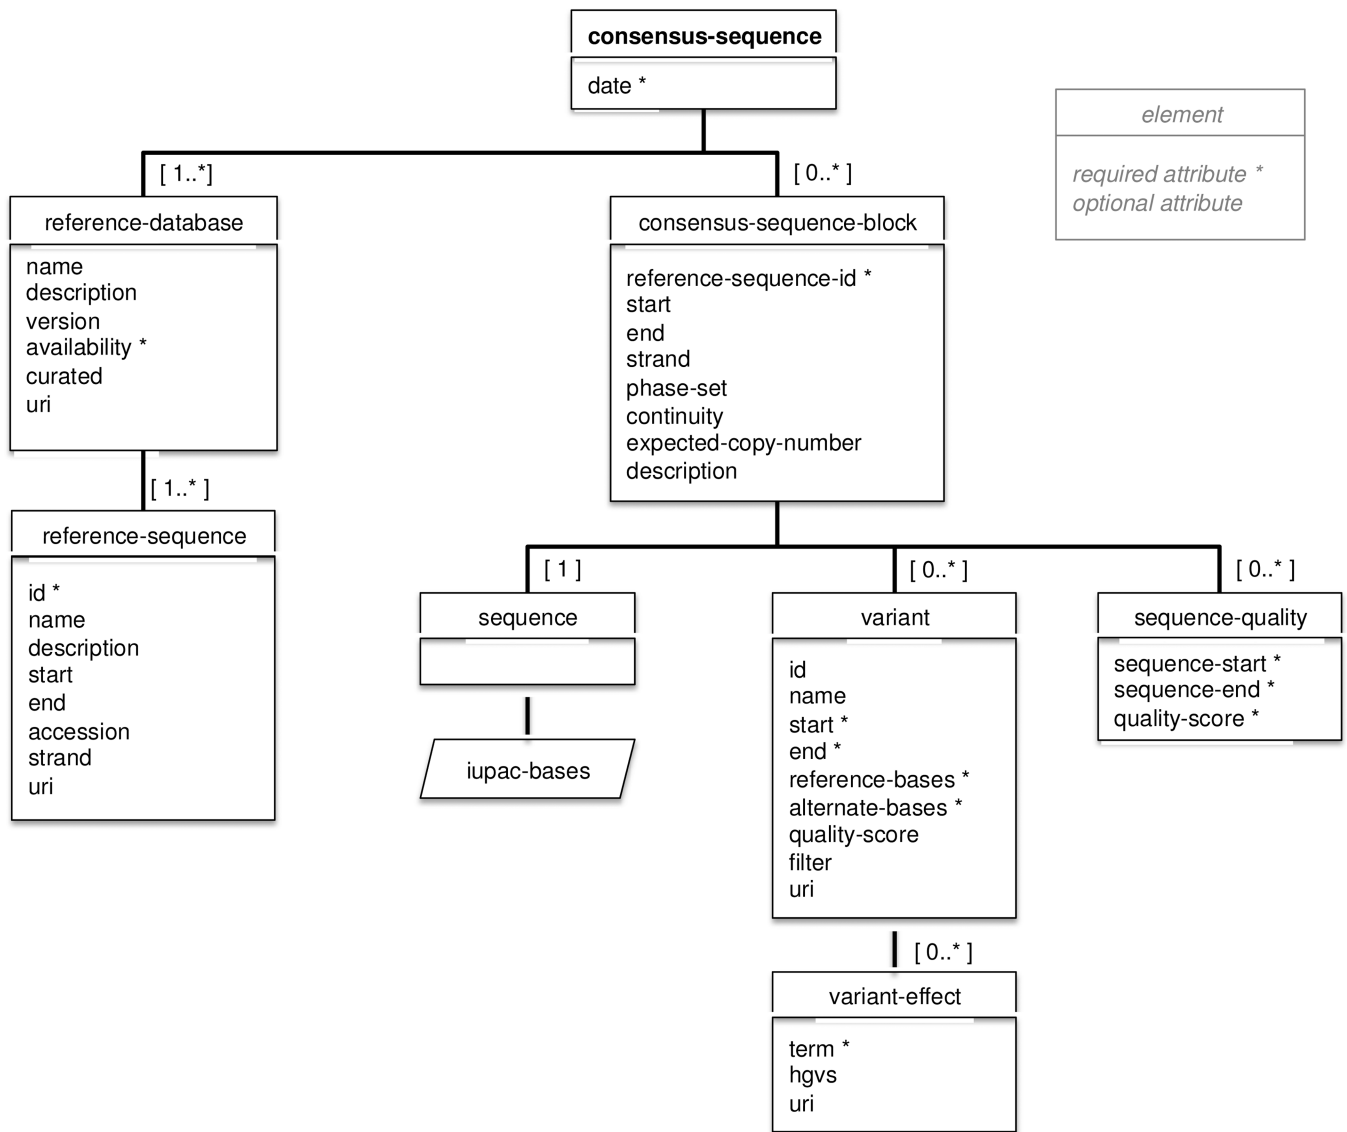 consensus-sequence
date *
element
required attribute *
optional attribute
[ 1..*]
[ 0..* ]
reference-database
name
description
version
availability *
curated
uri
consensus-sequence-block
reference-sequence-id *
start
end
strand
phase-set
continuity
expected-copy-number
description
[1..* ]
reference-sequence
id *
name
description
start
end
accession
strand
uri
[ 1 ]
[ 0..* ]
[ 0..* ]
sequence
iupac-bases
variant
id
name
start *
end *
reference-bases *
alternate-bases *
quality-score
filter
uri
sequence-quality
sequence-start *
sequence-end *
quality-score *
[ 0..* ]
variant-effect
term *
hgvs
uri